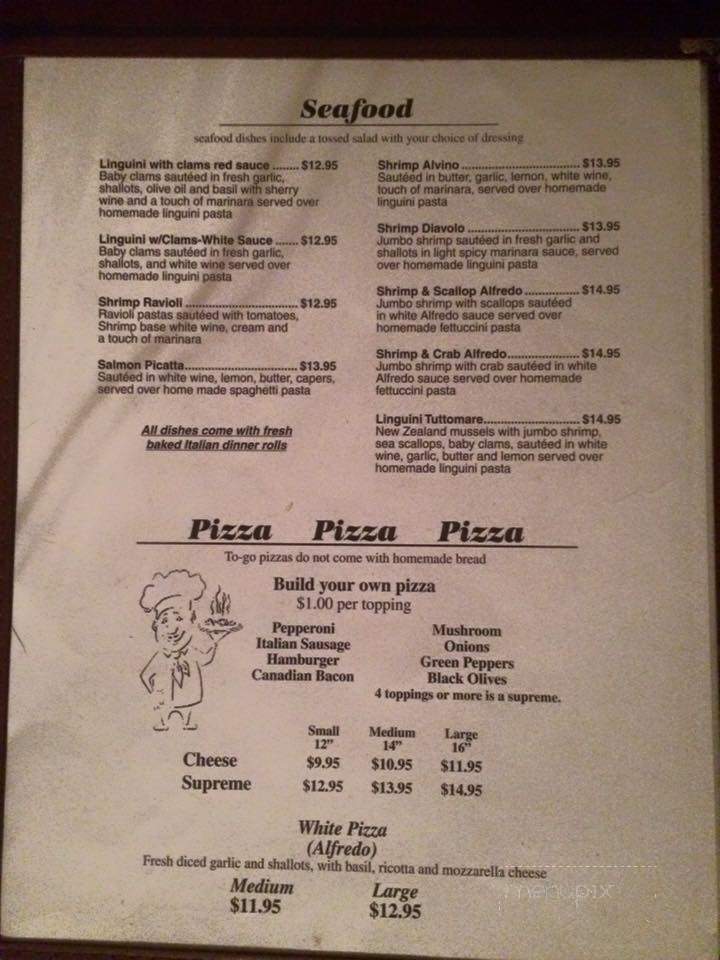 Seafood
seafood dishes include a tossed salad with your choice of dressing
Linguini with clams red sauce ....... $12.95
Baby clams sautéed in fresh garlic,
shallots, olive oil and basil with sherry
wine and a touch of marinara served over
homemade linguini pasta
Linguini w/Clams-White Sauce ...... $12.95
Baby clams sautéed in fresh garlic,
shallots, and white wine served over
homemade linguini pasta
Shrimp Ravioli ............................. $12.95
Ravioli pastas sautéed with tomatoes,
Shrimp base white wine, cream and
a touch of marinara
Salmon Picatta............................. $13.95
Sautéed in white wine, lemon, butter, capers,
served over home made spaghetti pasta
All dishes come with fresh
baked Italian dinner rolls
Shrimp Alvino .............................. $13.95
Sautéed in butter, garlic, lemon, white wine,
touch of marinara, served over homemade
linguini pasta
Shrimp Diavolo ............................. $13.95
Jumbo shrimp sautéed in fresh garlic and
shallots in light spicy marinara sauce, served
over homemade linguini pasta
Shrimp & Scallop Alfredo.............. $14.95
Jumbo shrimp with scallops sautéed
in white Alfredo sauce served over
homemade fettuccini pasta
Shrimp & Crab Alfredo.................. $14.95
Jumbo shrimp with crab sautéed in white
Alfredo sauce served over homemade
fettuccini pasta
Linguini Tuttomare......................... $14.95
New Zealand mussels with jumbo shrimp,
sea scallops, baby clams, sautéed in white
wine, garlic, butter and lemon served over
homemade linguini pasta
Pizza Pizza Pizza
To-go pizzas do not come with homemade bread
Build your own pizza
$1.00 per topping
Pepperoni
Italian Sausage
Hamburger
Canadian Bacon
Mushroom
Onions
Green Peppers
Black Olives
4 toppings or more is a supreme.
Small Medium Large
12" 14" 16"
Cheese $9.95 $10.95 $11.95
Supreme $12.95 $13.95 $14.95
White Pizza
(Alfredo)
Fresh diced garlic and shallots, with basil, ricotta and mozzarella cheese
Medium Large
$11.95 $12.95
menupix